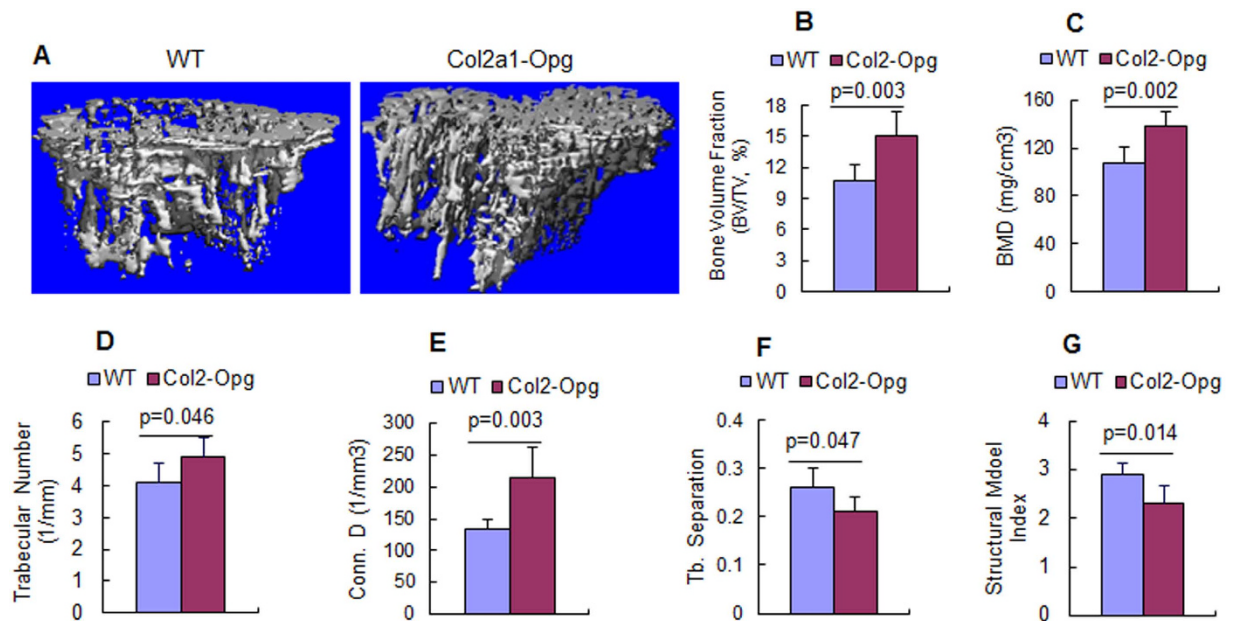 A
WT
Col2a1-Opg
B
WT Col2-Opg
p=0.003
Bone Volume Fraction
(BV/TV, %)
18
15
12
9
6
3
0
C
WT Col2-Opg
p=0.002
BMD (mg/cm3)
160
120
80
40
0
D
WT Col2-Opg
p=0.046
Trabecular Number
(1/mm)
6
5
4
3
2
1
0
E
WT Col2-Opg
p=0.003
Conn. D (1/mm3)
300
250
200
150
100
50
0
F
WT Col2-Opg
p=0.047
Tb. Separation
0.4
0.3
0.2
0.1
0
G
WT Col2-Opg
p=0.014
Structural Mdoel
Index
4
3
2
1
0